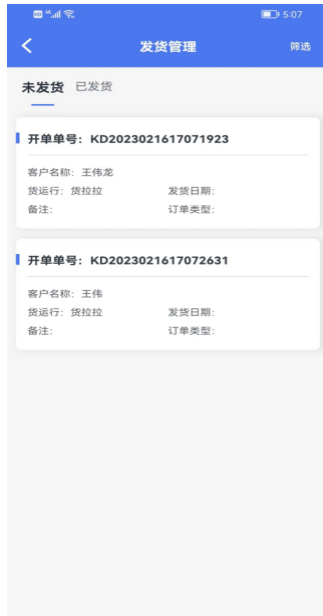 HD 5:07
发货管理 筛选
未发货 已发货
开单单号：KD2023021617071923
客户名称：王伟龙
货运行：货拉拉 发货日期：
备注： 订单类型：
开单单号：KD2023021617072631
客户名称：王伟
货运行：货拉拉 发货日期：
备注： 订单类型：